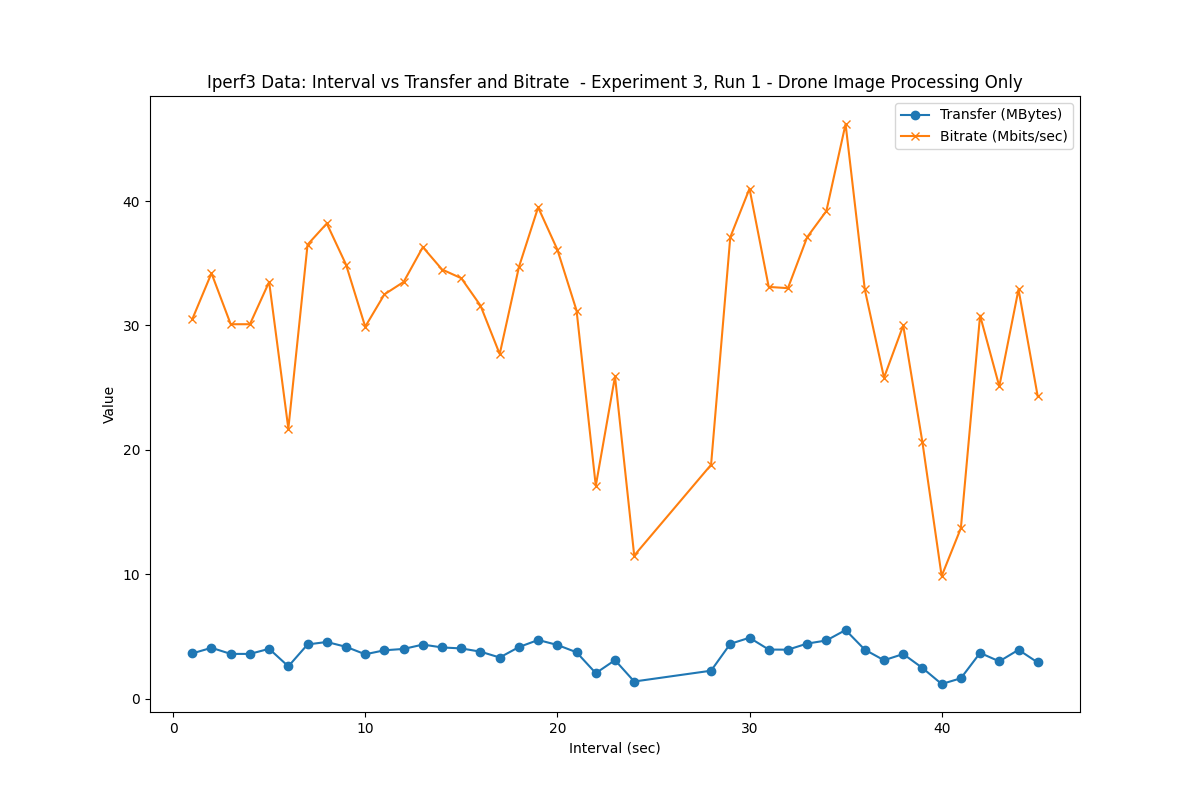 Iperf3 Data: Interval vs Transfer and Bitrate  - Experiment 3, Run 1 - Drone Image Processing Only
Transfer (MBytes)
Bitrate (Mbits/sec)
Value
40
30
20
10
0
0 10 20 30 40
Interval (sec)